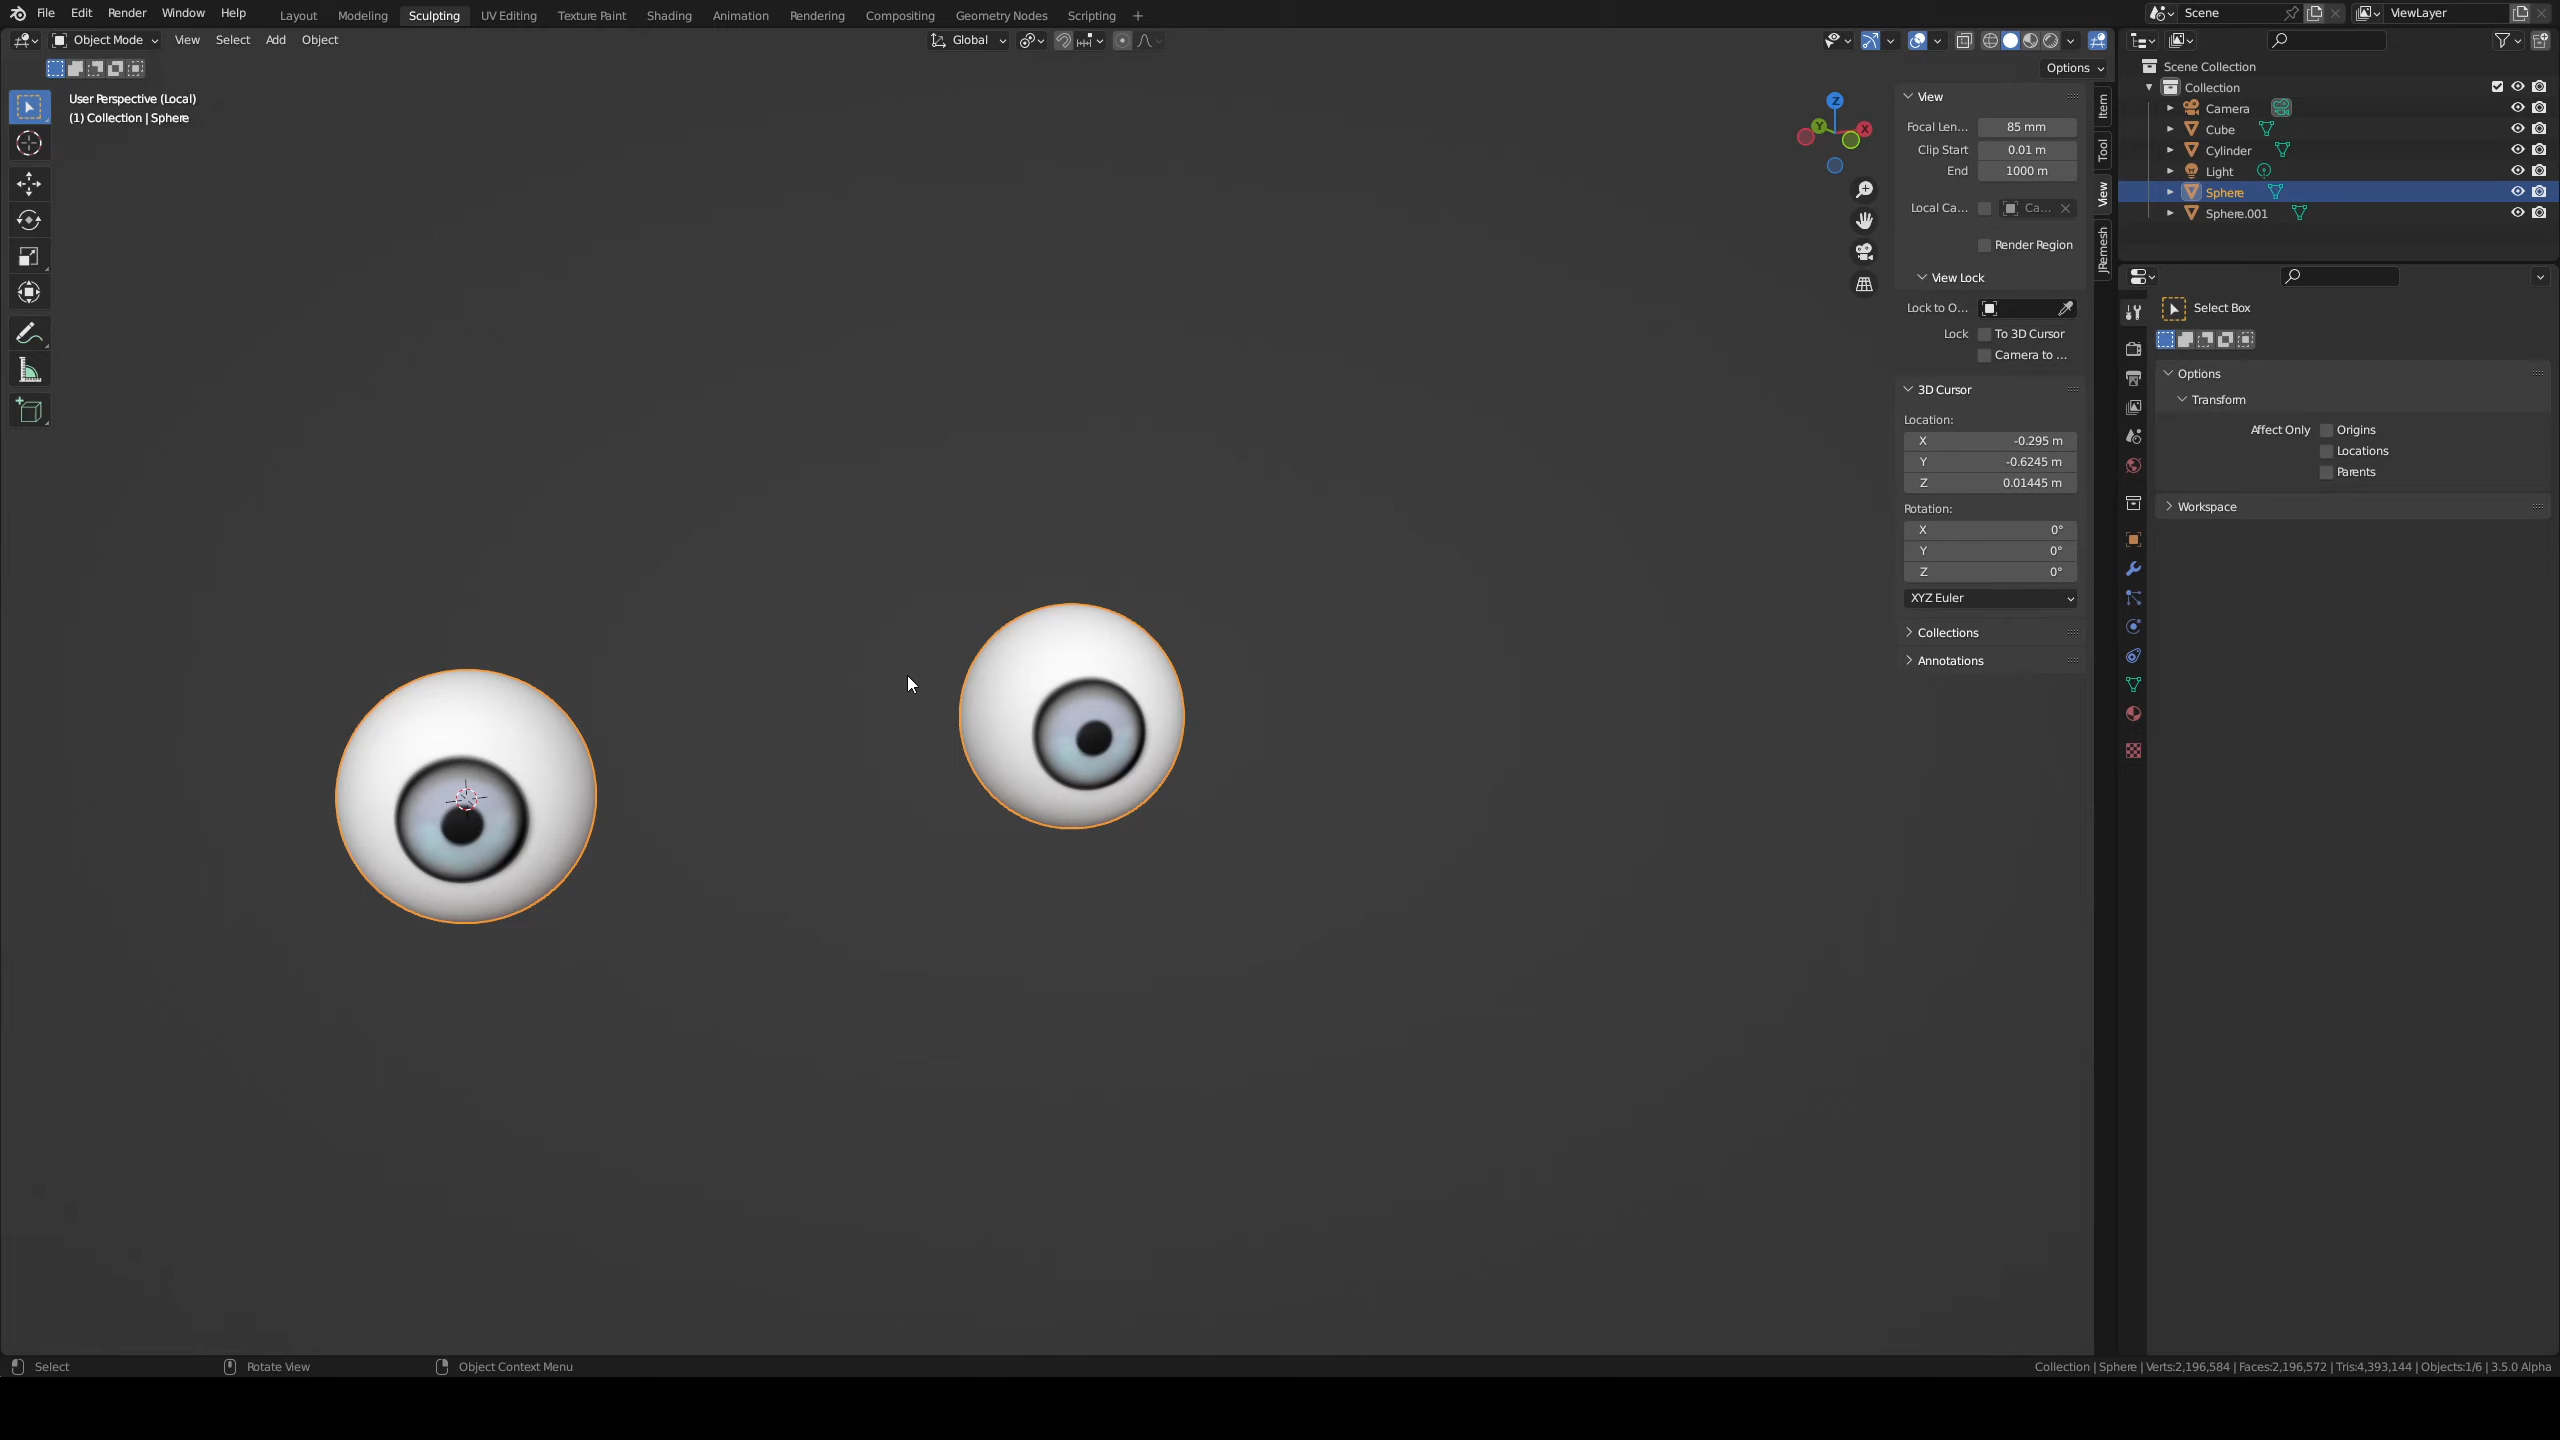 File Edit Render Window Help Layout Modeling Sculpting UV Editing Texture Paint Shading Animation Rendering Compositing Geometry Nodes Scripting + Scene ViewLayer
Object Mode View Select Add Object Global
Options
User Perspective (Local)
(1) Collection | Sphere
Z
Y
X
View
Focal Len... 85 mm
Clip Start 0.01 m
End 1000 m
Local Ca... Ca...
Render Region
View Lock
Lock to O...
Lock To 3D Cursor
Camera to ...
3D Cursor
Location:
X -0.295 m
Y -0.6245 m
Z 0.01445 m
Rotation:
X 0°
Y 0°
Z 0°
XYZ Euler
Collections
Annotations
Item
Tool
View
JRemesh
Scene Collection
Collection
Camera
Cube
Cylinder
Light
Sphere
Sphere.001
Select Box
Options
Transform
Affect Only Origins
Locations
Parents
Workspace
Select Rotate View Object Context Menu Collection | Sphere | Verts:2,196,584 | Faces:2,196,572 | Tris:4,393,144 | Objects:1/6 | 3.5.0 Alpha